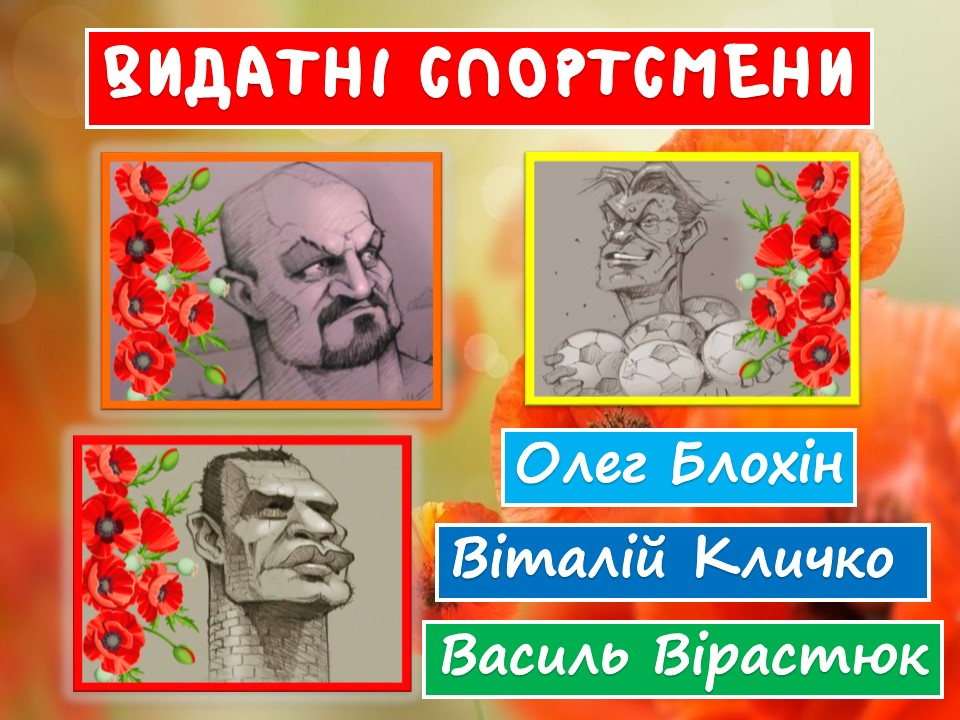 ВИДАТНІ СПОРТСМЕНИ
Олег Блохін
Віталій Кличко
Василь Вірастюк